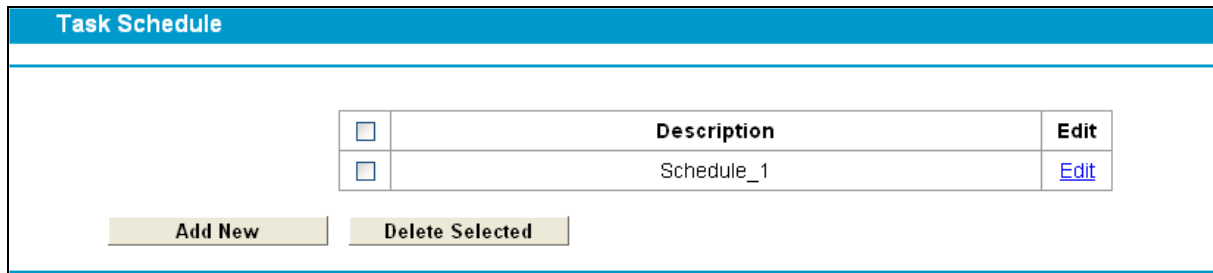 Task Schedule
Description Edit
Schedule_1 Edit
Add New Delete Selected